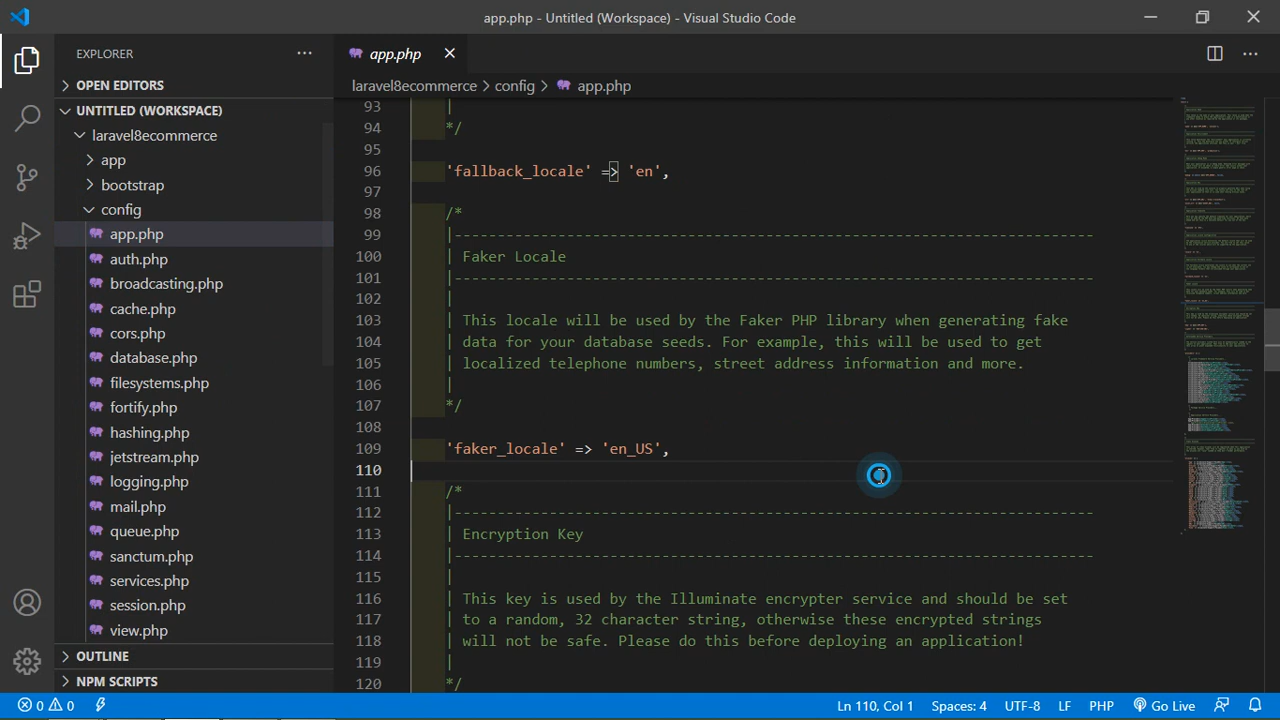 app.php - Untitled (Workspace) - Visual Studio Code
EXPLORER
OPEN EDITORS
UNTITLED (WORKSPACE)
laravel8ecommerce
app
bootstrap
config
app.php
auth.php
broadcasting.php
cache.php
cors.php
database.php
filesystems.php
fortify.php
hashing.php
jetstream.php
logging.php
mail.php
queue.php
sanctum.php
services.php
session.php
view.php
OUTLINE
NPM SCRIPTS
app.php
laravel8ecommerce > config > app.php
93 |
94 */
95
96 'fallback_locale' => 'en',
97
98 /*
99 |--------------------------------------------------------------------------
100 | Faker Locale
101 |--------------------------------------------------------------------------
102 |
103 | This locale will be used by the Faker PHP library when generating fake
104 | data for your database seeds. For example, this will be used to get
105 | localized telephone numbers, street address information and more.
106 |
107 */
108
109 'faker_locale' => 'en_US',
110
111 /*
112 |--------------------------------------------------------------------------
113 | Encryption Key
114 |--------------------------------------------------------------------------
115 |
116 | This key is used by the Illuminate encrypter service and should be set
117 | to a random, 32 character string, otherwise these encrypted strings
118 | will not be safe. Please do this before deploying an application!
119 |
120 */
0 0 Ln 110, Col 1 Spaces: 4 UTF-8 LF PHP Go Live